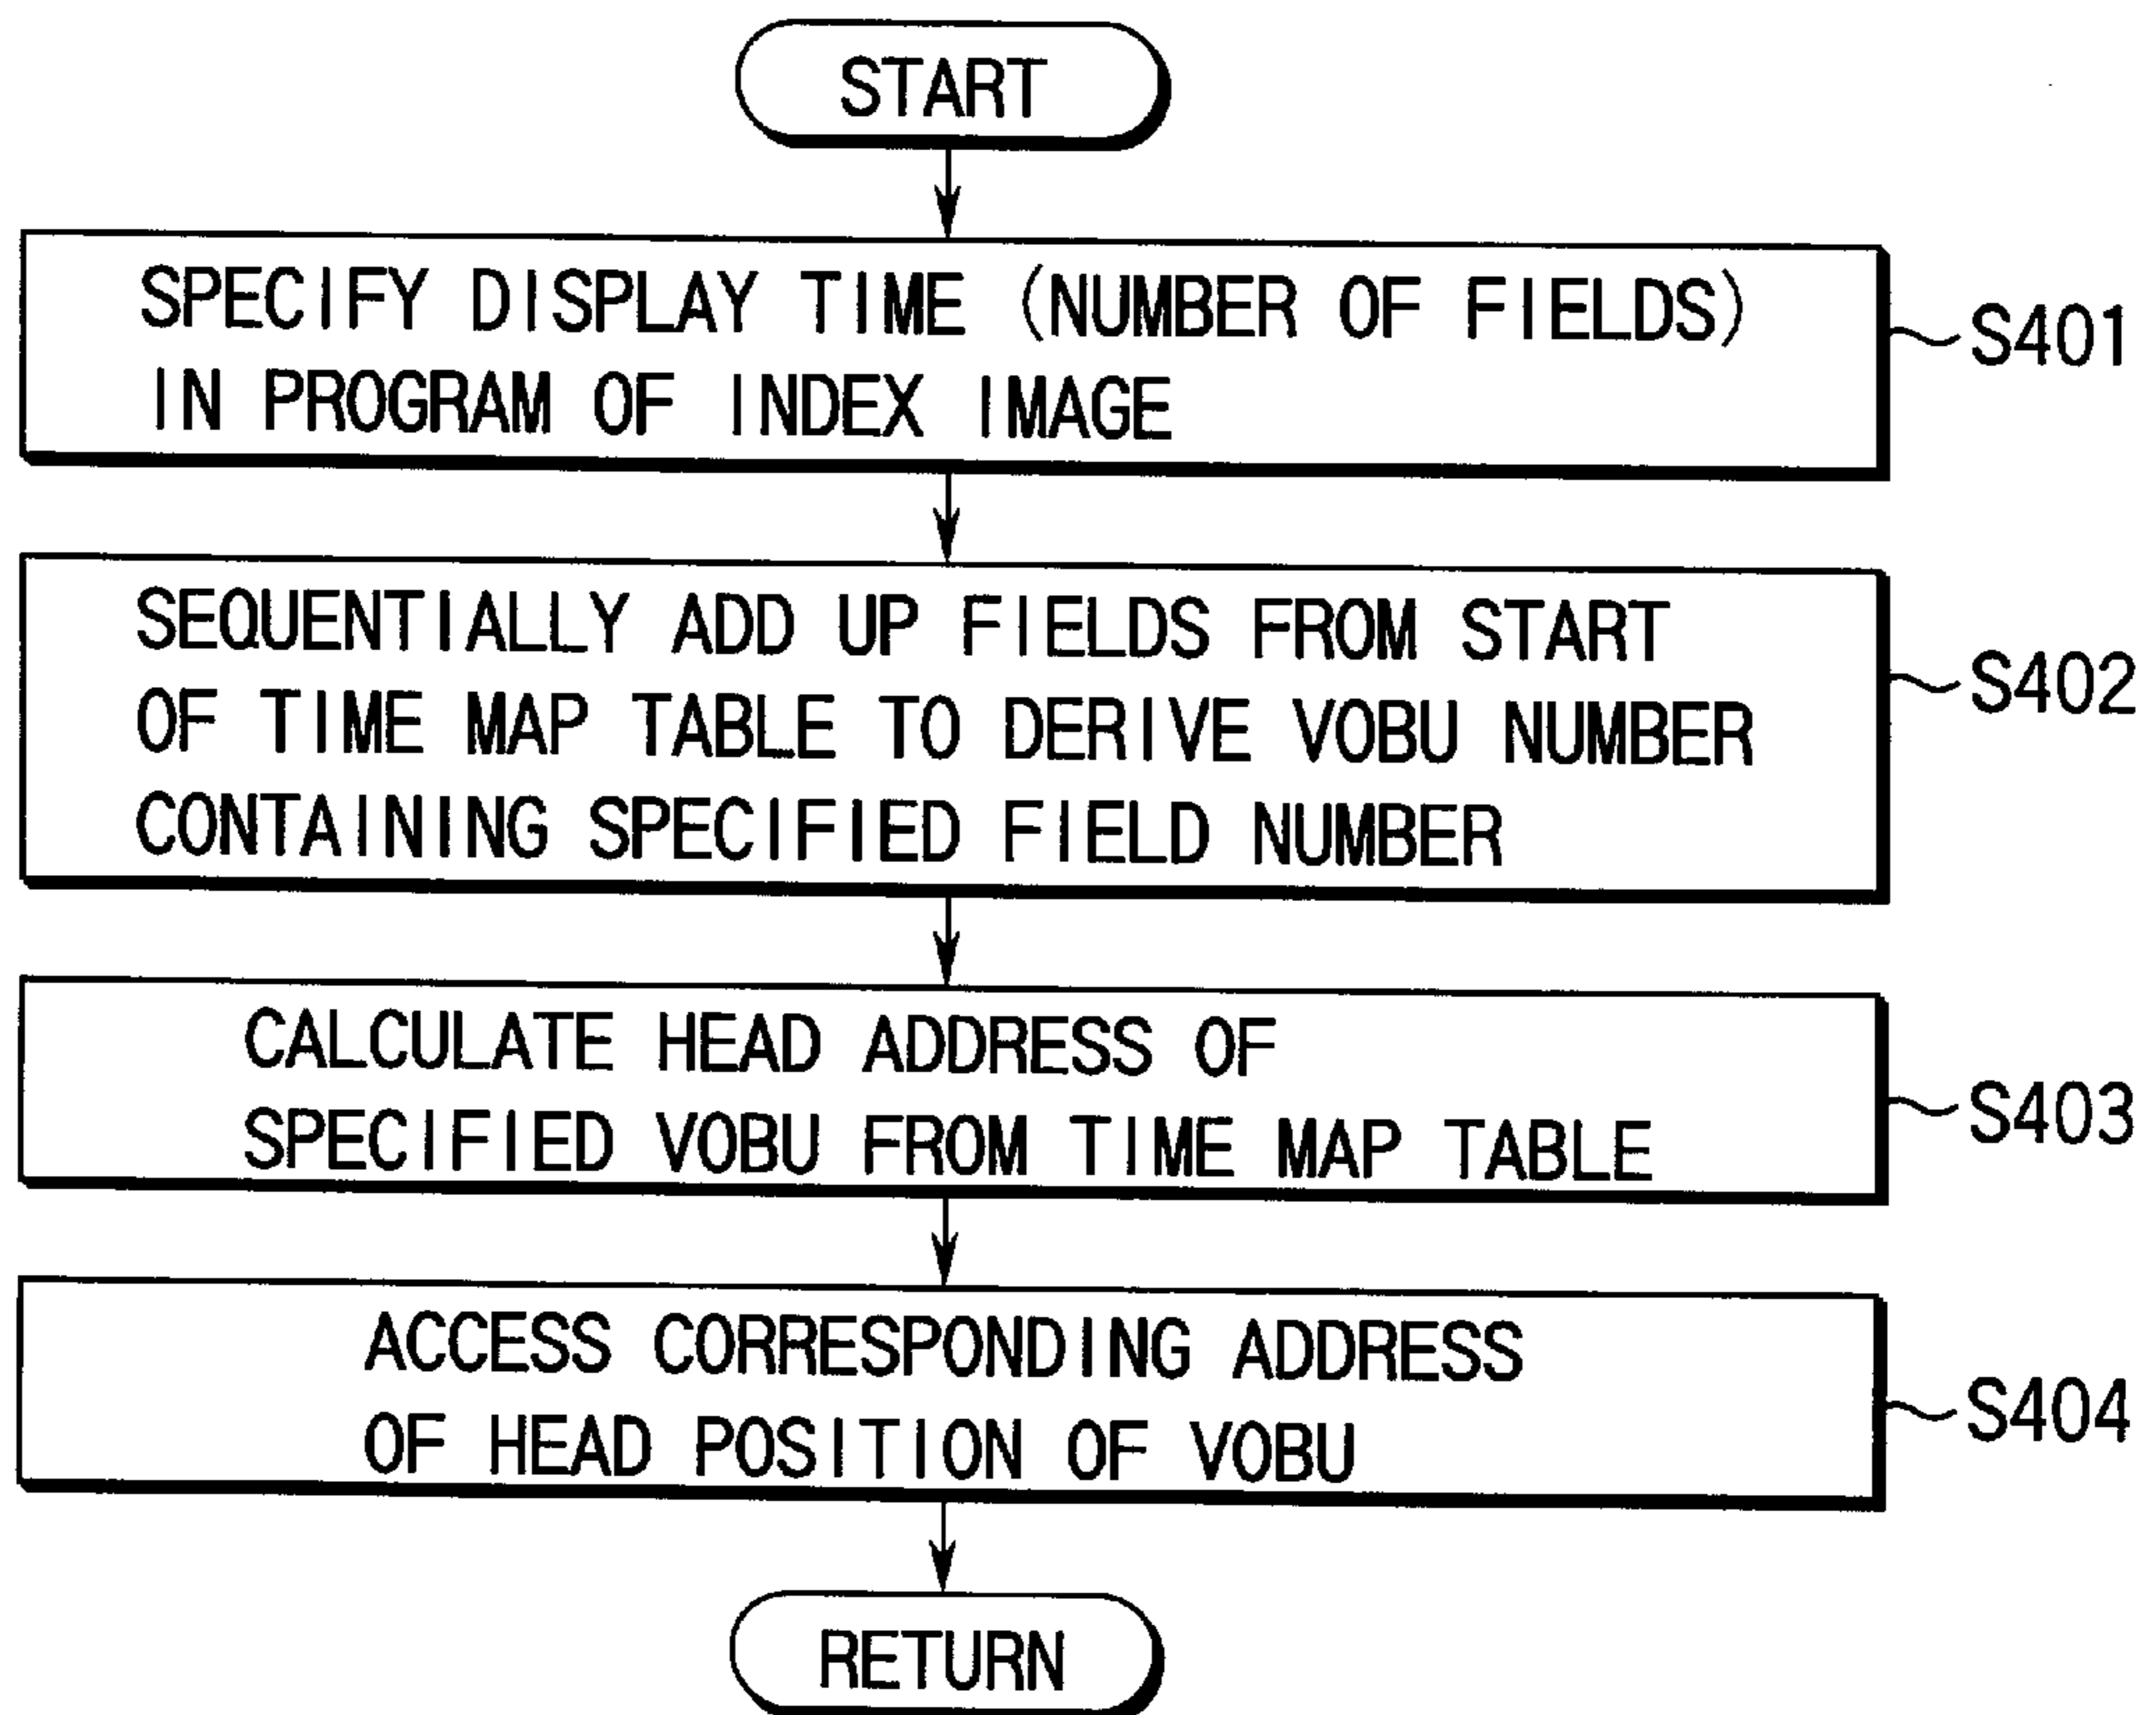 START
SPECIFY DISPLAY TIME (NUMBER OF FIELDS)
IN PROGRAM OF INDEX IMAGE
S401
SEQUENTIALLY ADD UP FIELDS FROM START
OF TIME MAP TABLE TO DERIVE VOBU NUMBER
CONTAINING SPECIFIED FIELD NUMBER
S402
CALCULATE HEAD ADDRESS OF
SPECIFIED VOBU FROM TIME MAP TABLE
S403
ACCESS CORRESPONDING ADDRESS
OF HEAD POSITION OF VOBU
S404
RETURN